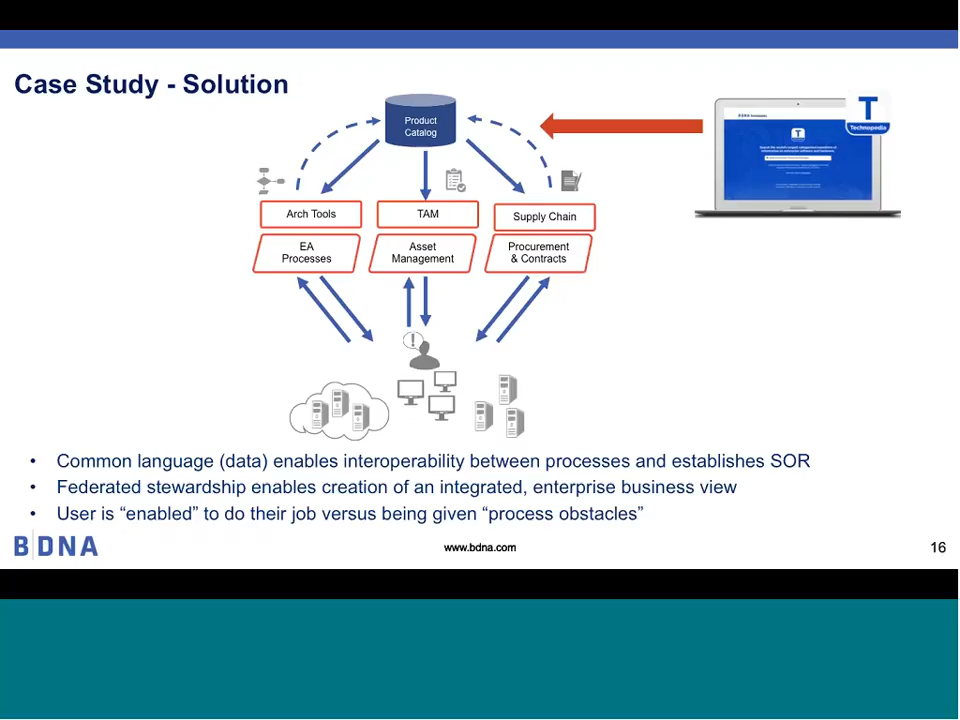 Case Study - Solution
Product
Catalog
T
Technopedia
BDNA
T
Arch Tools
TAM
Supply Chain
EA
Processes
Asset
Management
Procurement
& Contracts
!
• Common language (data) enables interoperability between processes and establishes SOR
• Federated stewardship enables creation of an integrated, enterprise business view
• User is “enabled” to do their job versus being given “process obstacles”
BDNA
www.bdna.com
16